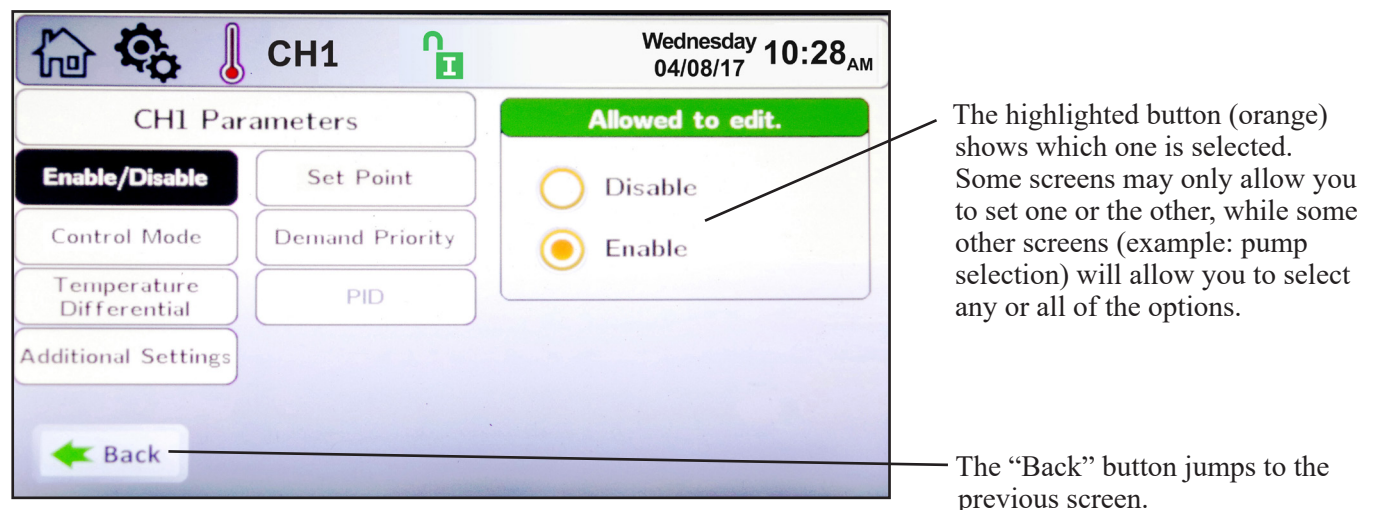 CH1
I
Wednesday
04/08/17
10:28 AM
CH1 Parameters
Enable/Disable
Set Point
Control Mode
Demand Priority
Temperature
Differential
PID
Additional Settings
Back
Allowed to edit.
Disable
Enable
The highlighted button (orange)
shows which one is selected.
Some screens may only allow you
to set one or the other, while some
other screens (example: pump
selection) will allow you to select
any or all of the options.
The “Back” button jumps to the
previous screen.